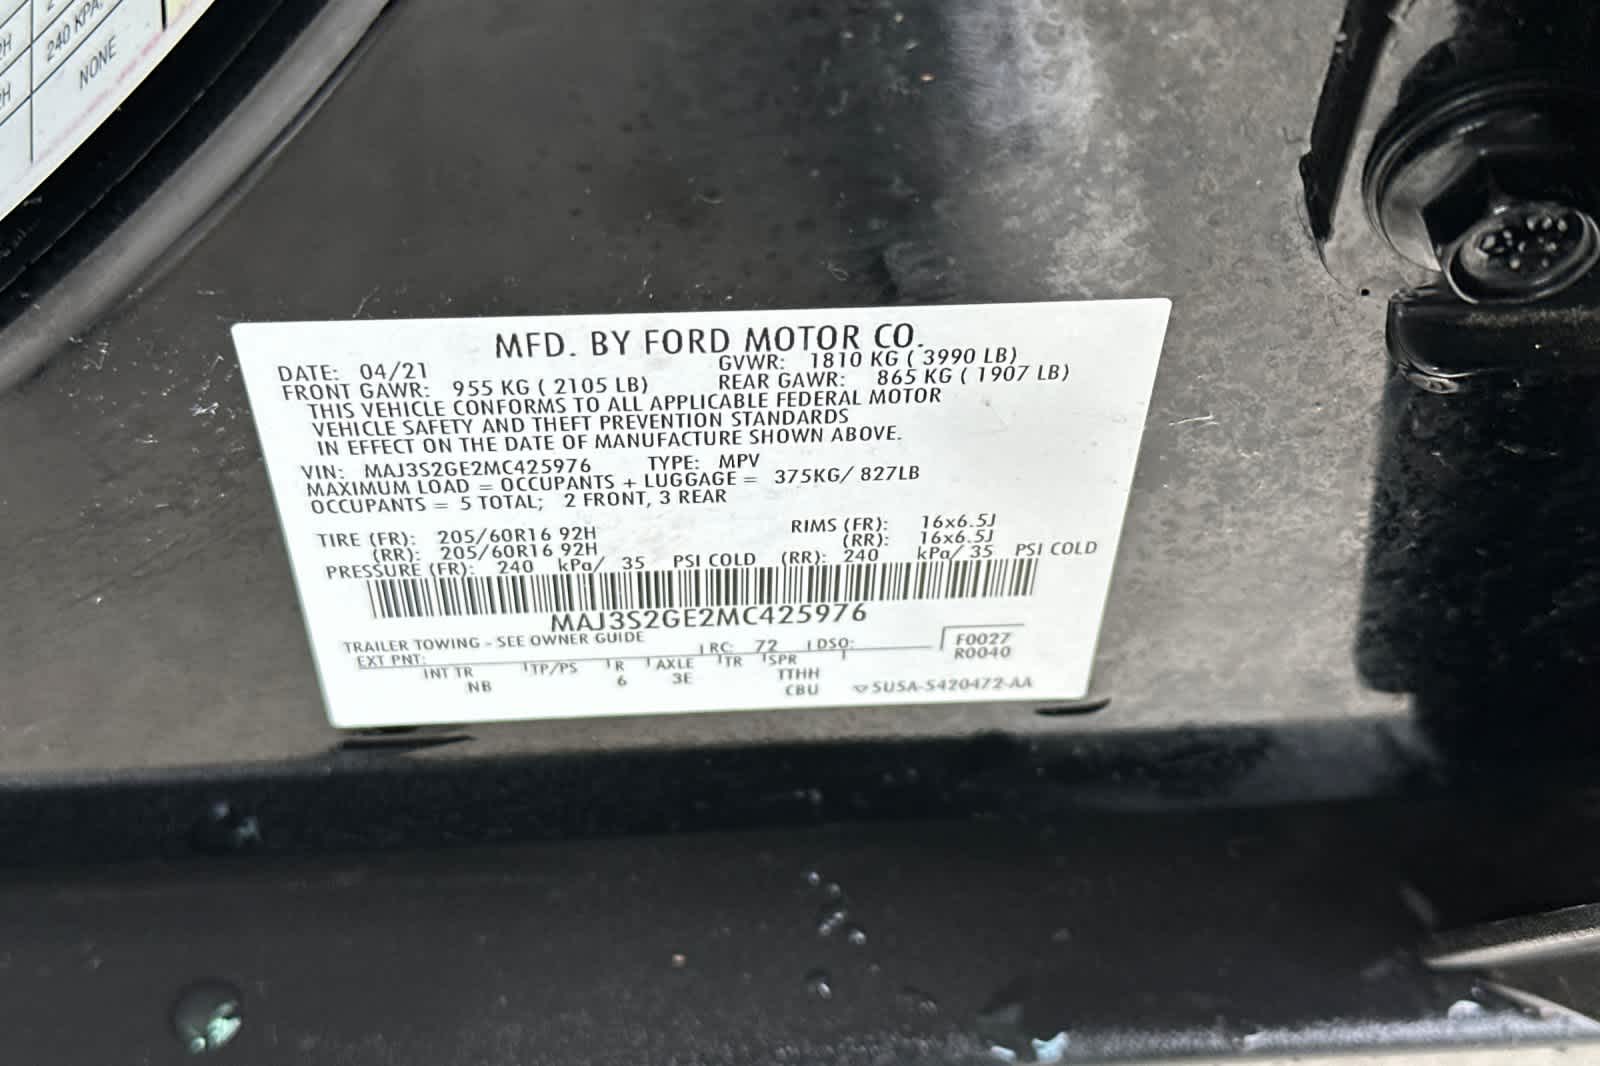 240 KPA,
NONE
MFD. BY FORD MOTOR CO.
DATE: 04/21 GVWR: 1810 KG ( 3990 LB)
FRONT GAWR: 955 KG ( 2105 LB) REAR GAWR: 865 KG ( 1907 LB)
THIS VEHICLE CONFORMS TO ALL APPLICABLE FEDERAL MOTOR
VEHICLE SAFETY AND THEFT PREVENTION STANDARDS
IN EFFECT ON THE DATE OF MANUFACTURE SHOWN ABOVE.
VIN: MAJ3S2GE2MC425976 TYPE: MPV
MAXIMUM LOAD = OCCUPANTS + LUGGAGE = 375KG/ 827LB
OCCUPANTS = 5 TOTAL; 2 FRONT, 3 REAR
TIRE (FR): 205/60R16 92H RIMS (FR): 16x6.5J
(RR): 205/60R16 92H (RR): 16x6.5J
PRESSURE (FR): 240 kPa/ 35 PSI COLD (RR): 240 kPa/ 35 PSI COLD
MAJ3S2GE2MC425976
TRAILER TOWING - SEE OWNER GUIDE
EXT PNT: RC: 72 DSO: F0027
R0040
INT TR TP/PS R AXLE TR SPR
NB 6 3E TTHH
CBU SU5A-5420472-AA